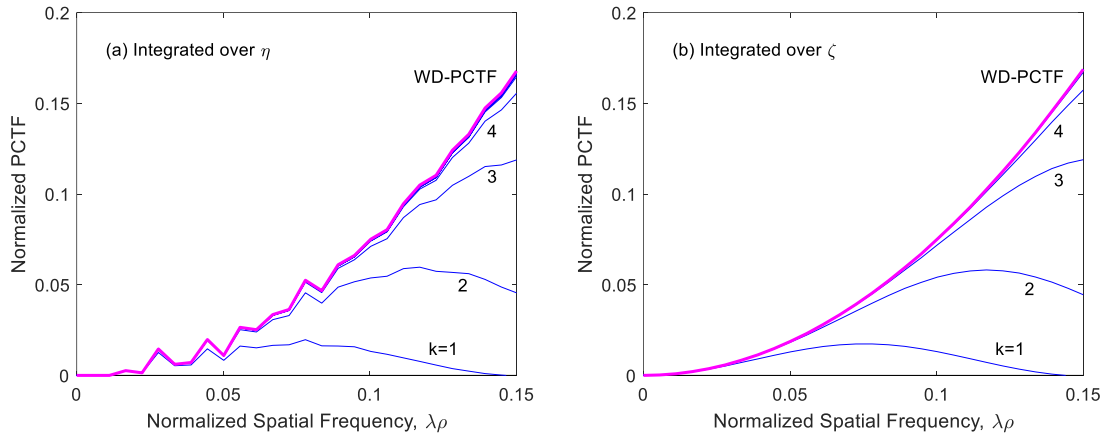 0.2
(a) Integrated over η
WD-PCTF
0.15
4
3
0.1
Normalized PCTF
0.05
2
k=1
0
0
0.05
0.1
0.15
Normalized Spatial Frequency, λρ
0.2
(b) Integrated over ζ
WD-PCTF
0.15
4
3
0.1
Normalized PCTF
0.05
2
k=1
0
0
0.05
0.1
0.15
Normalized Spatial Frequency, λρ